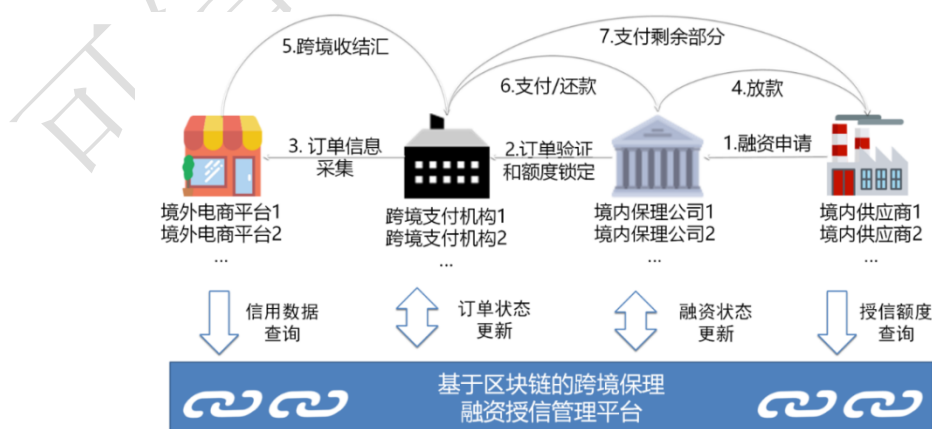 5.跨境收结汇
7.支付剩余部分
6.支付/还款
4.放款
3. 订单信息
采集
2.订单验证
和额度锁定
1.融资申请
境外电商平台1
境外电商平台2
...
跨境支付机构1
跨境支付机构2
...
境内保理公司1
境内保理公司2
...
境内供应商1
境内供应商2
...
信用数据
查询
订单状态
更新
融资状态
更新
授信额度
查询
基于区块链的跨境保理
融资授信管理平台